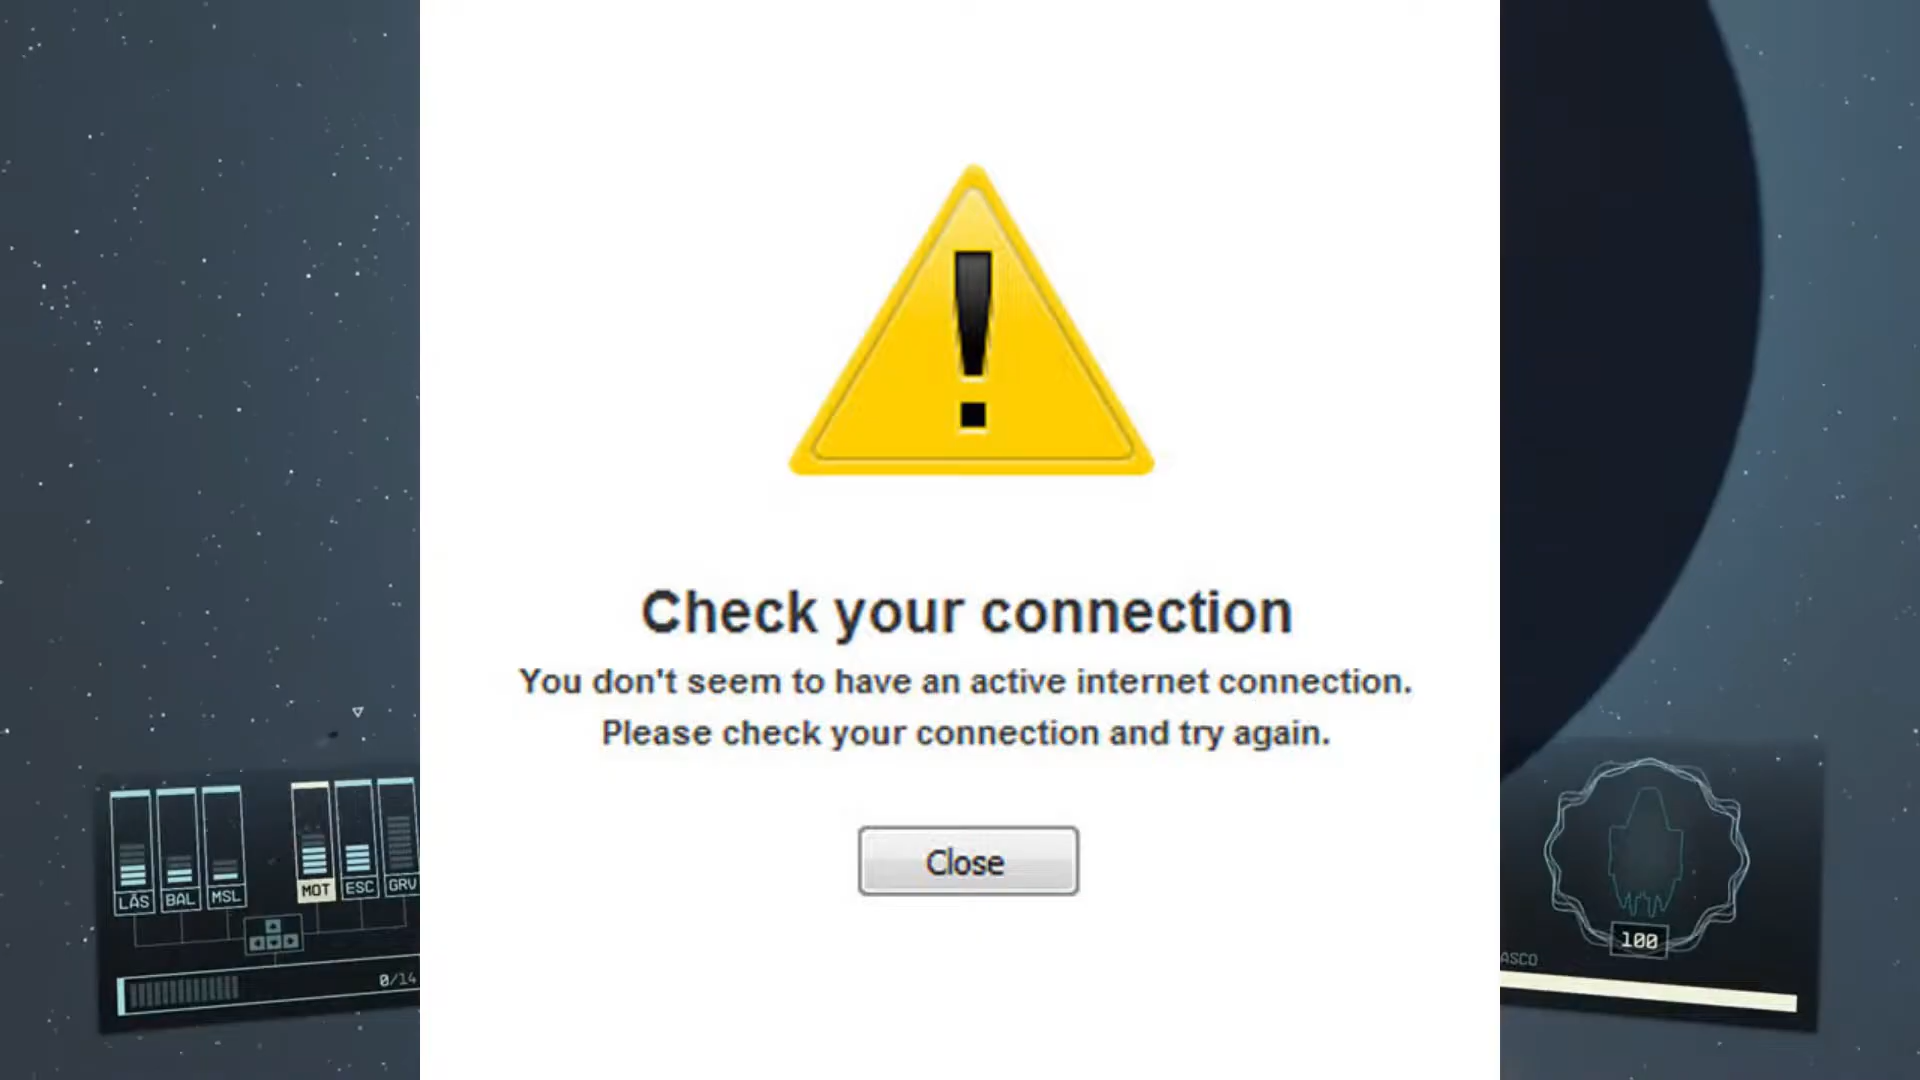 Check your connection
You don't seem to have an active internet connection.
Please check your connection and try again.
Close
LÁS BAL MSL MOT ESC GRV
0/14
100
ASCO